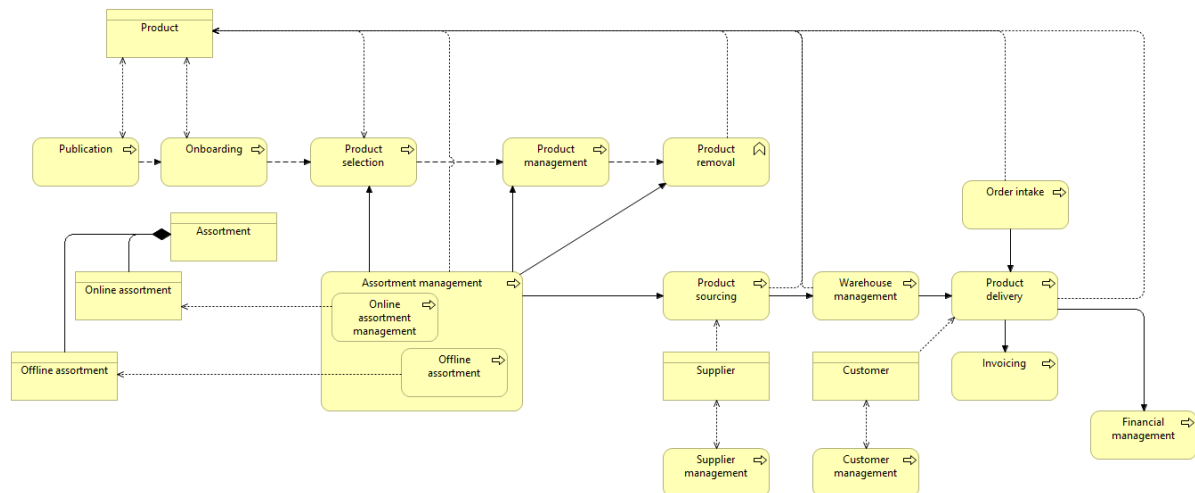 Product
Publication
Onboarding
Product
selection
Product
management
Product
removal
Order intake
Assortment
Online assortment
Assortment management
Online
assortment
management
Product
sourcing
Warehouse
management
Product
delivery
Offline assortment
Offline
assortment
Supplier
Customer
Invoicing
Financial
management
Supplier
management
Customer
management